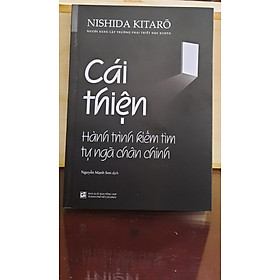 NISHIDA KITARŌ
NGƯỜI SÁNG LẬP TRƯỜNG PHÁI TRIẾT HỌC KYOTO
Cái
thiện
Hành trình kiếm tìm
tự ngã chân chính
Nguyễn Mạnh Sơn dịch